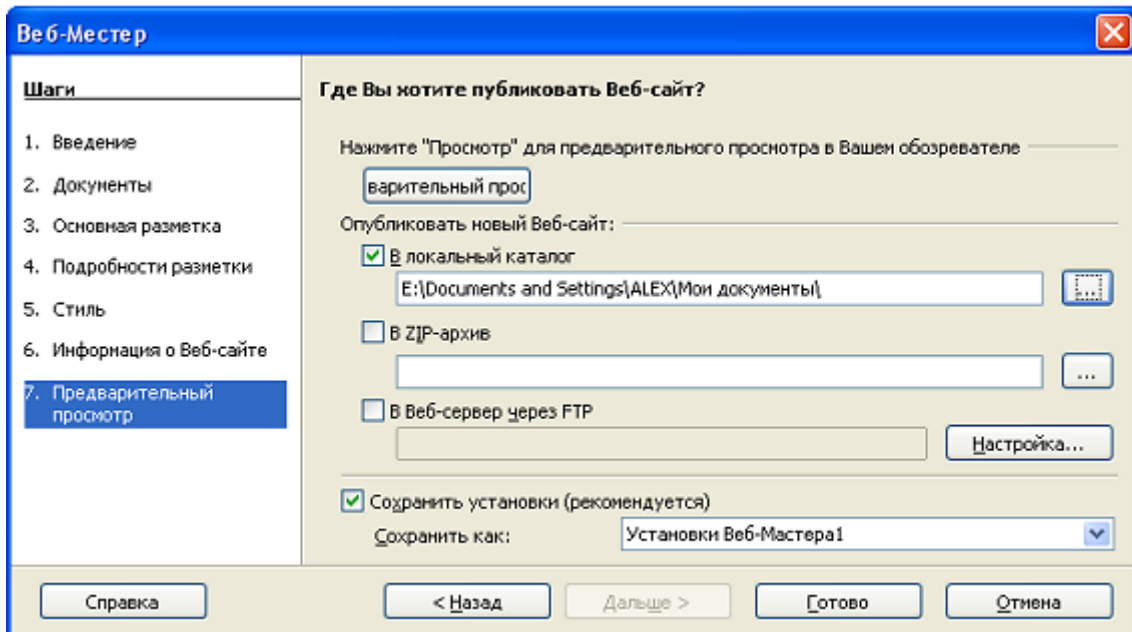 Веб-Местер
Шаги
1. Введение
2. Документы
3. Основная разметка
4. Подробности разметки
5. Стиль
6. Информация о Веб-сайте
7. Предварительный
просмотр
Где Вы хотите публиковать Веб-сайт?
Нажмите "Просмотр" для предварительного просмотра в Вашем обозревателе
варительный прос
Опубликовать новый Веб-сайт:
В локальный каталог
E:\Documents and Settings\ALEX\Мои документы\
...
В ZIP-архив
...
В Веб-сервер через FTP
Настройка...
Сохранить установки (рекомендуется)
Сохранить как: Установки Веб-Мастера1
Справка < Назад Дальше > Готово Отмена